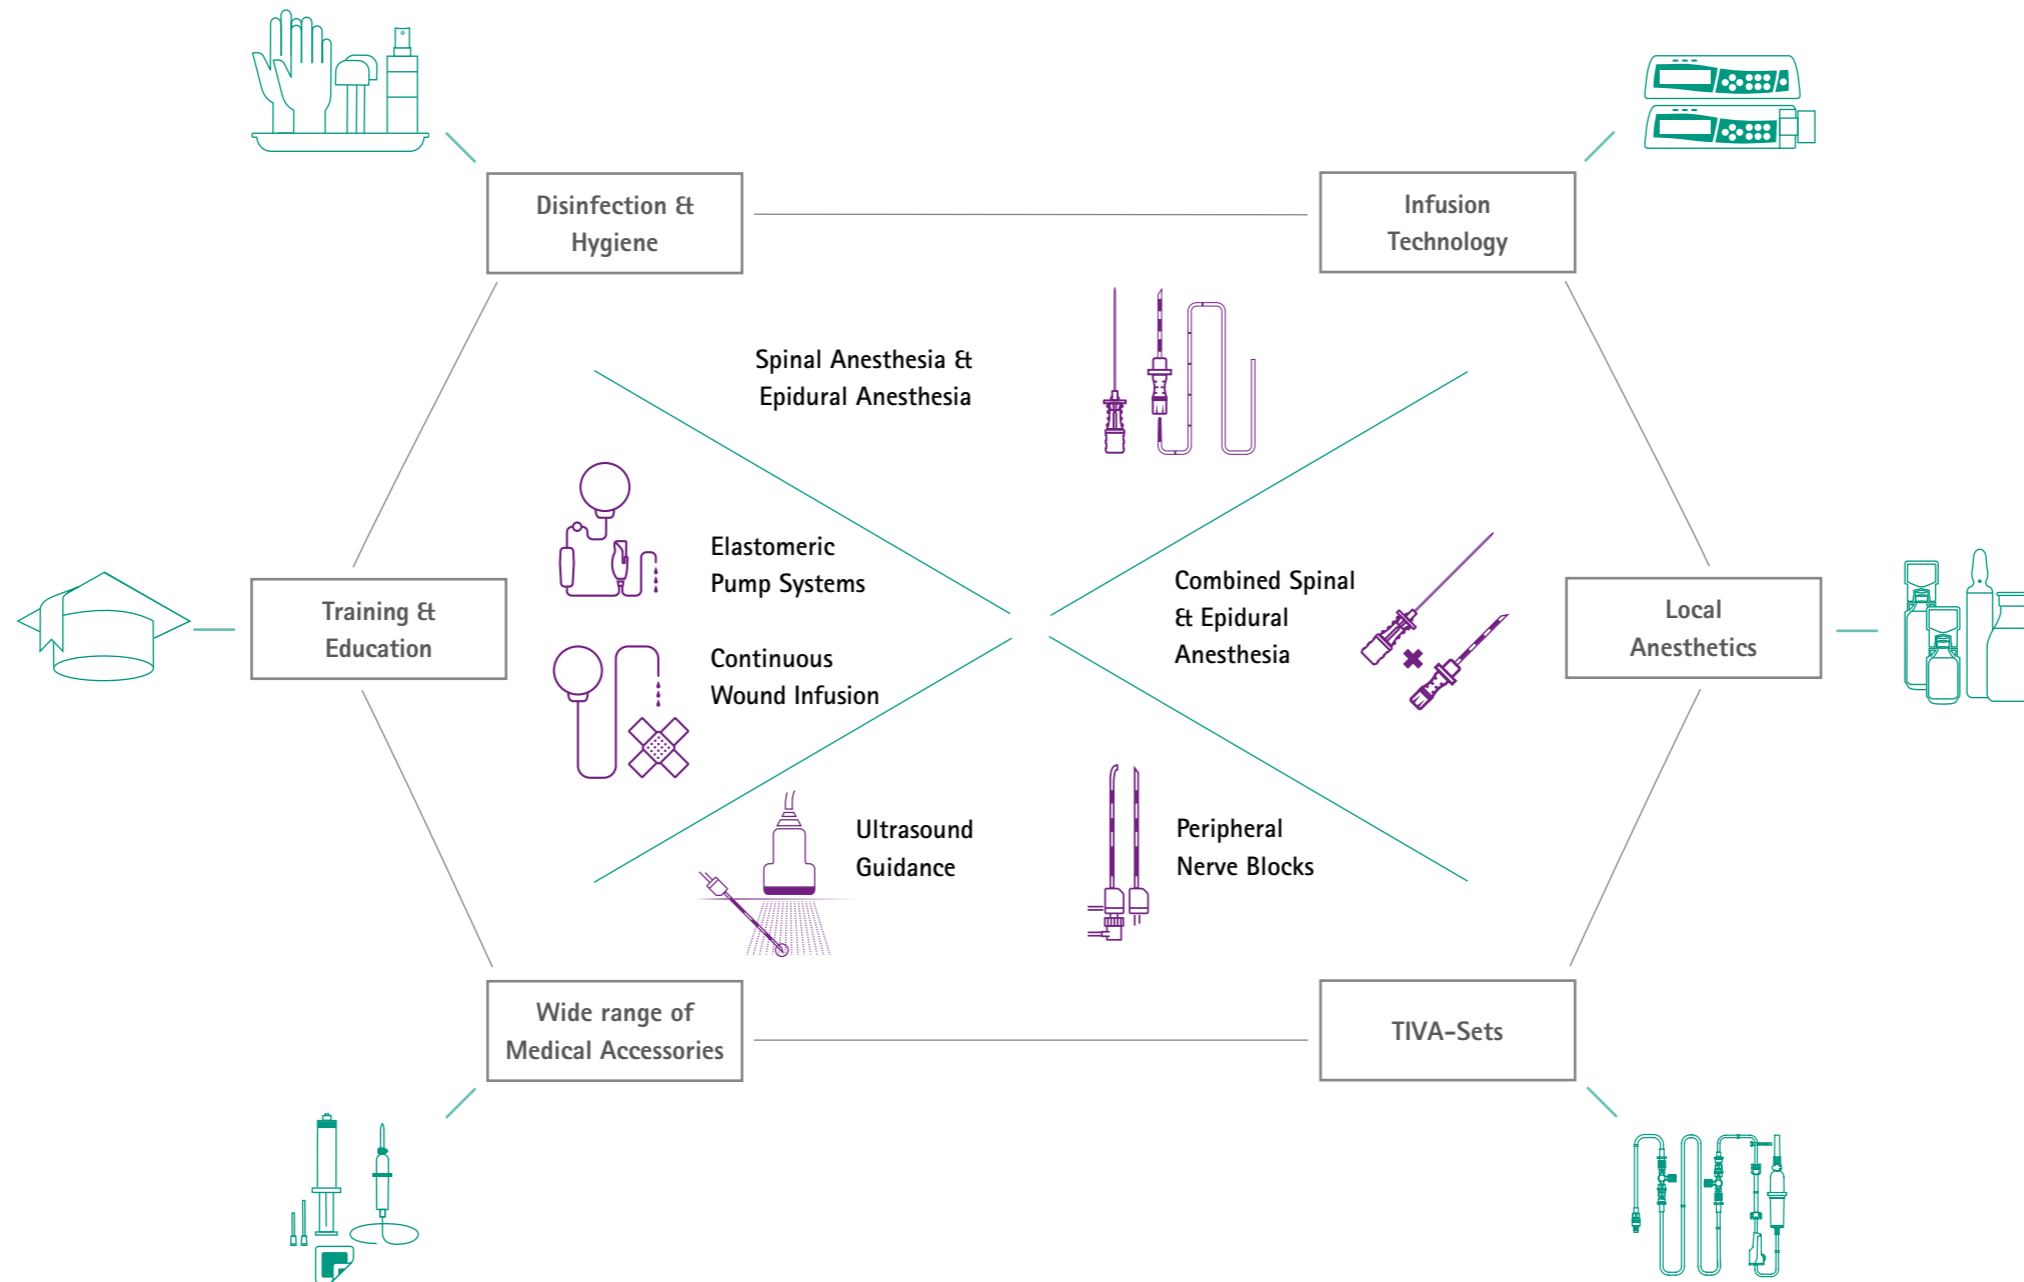 Disinfection &
Hygiene
Infusion
Technology
Spinal Anesthesia &
Epidural Anesthesia
Elastomeric
Pump Systems
Combined Spinal
& Epidural
Anesthesia
Training &
Education
Local
Anesthetics
Continuous
Wound Infusion
Ultrasound
Guidance
Peripheral
Nerve Blocks
Wide range of
Medical Accessories
TIVA-Sets